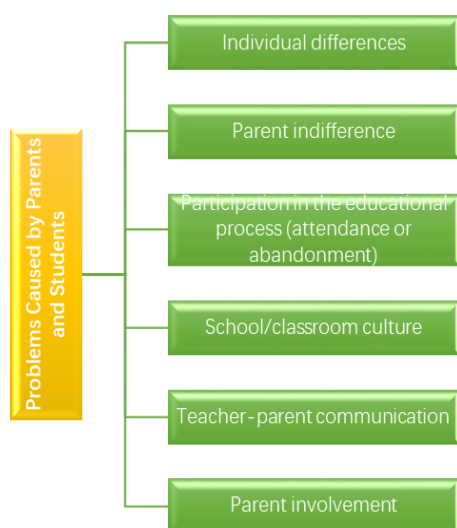 Problems Caused by Parents
and Students
Individual differences
Parent indifference
Participation in the educational
process (attendance or
abandonment)
School/classroom culture
Teacher-parent communication
Parent involvement